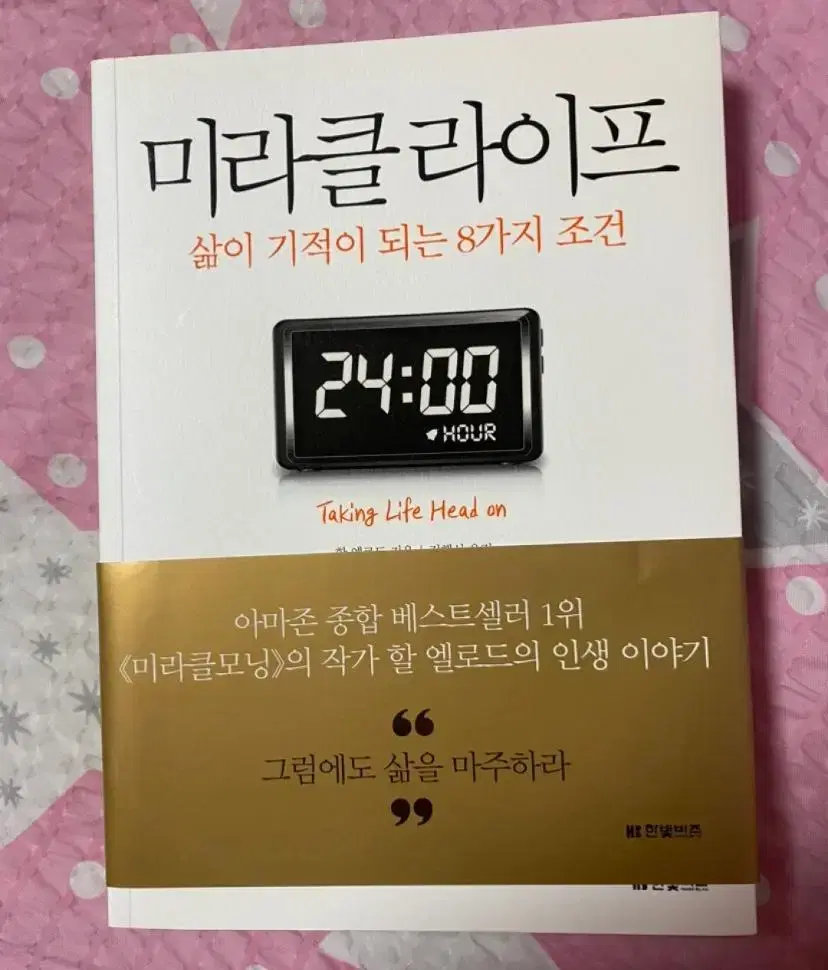 미라클 라이프
삶이 기적이 되는 8가지 조건
24:00
HOUR
Taking Life Head on
아마존 종합 베스트셀러 1위
《미라클모닝》의 작가 할 엘로드의 인생 이야기
“
그럼에도 삶을 마주하라
”
HB 한빛비즈